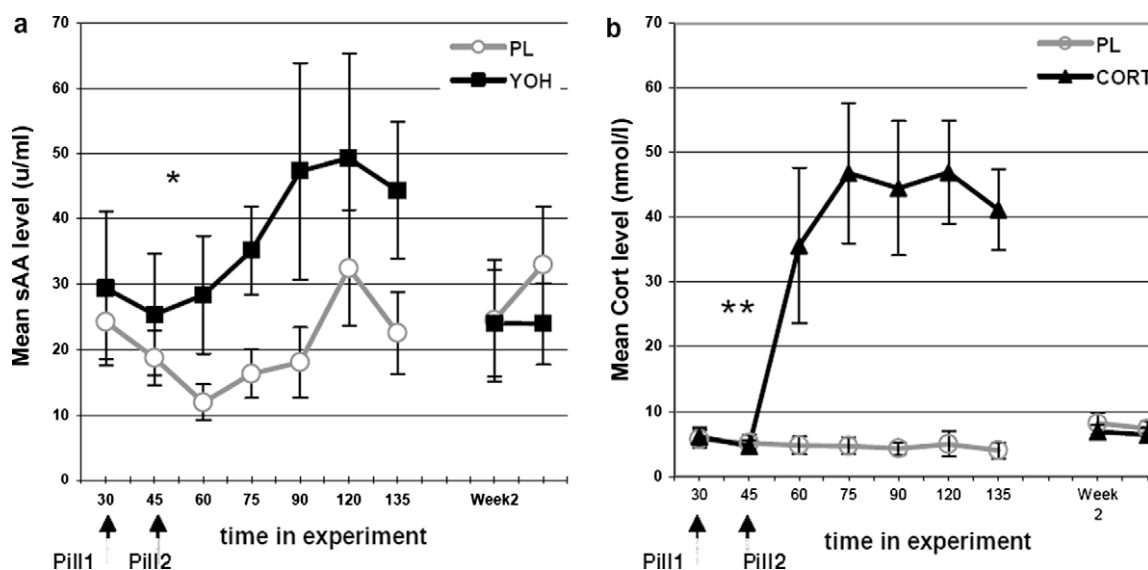 a
PL
YOH
Mean sAA level (u/ml)
70
60
50
40
30
20
10
0
*
30 45 60 75 90 120 135 Week2
time in experiment
Pill1 Pill2
b
PL
CORT
Mean Cort level (nmol/l)
70
60
50
40
30
20
10
0
**
30 45 60 75 90 120 135 Week
2
time in experiment
Pill1 Pill2